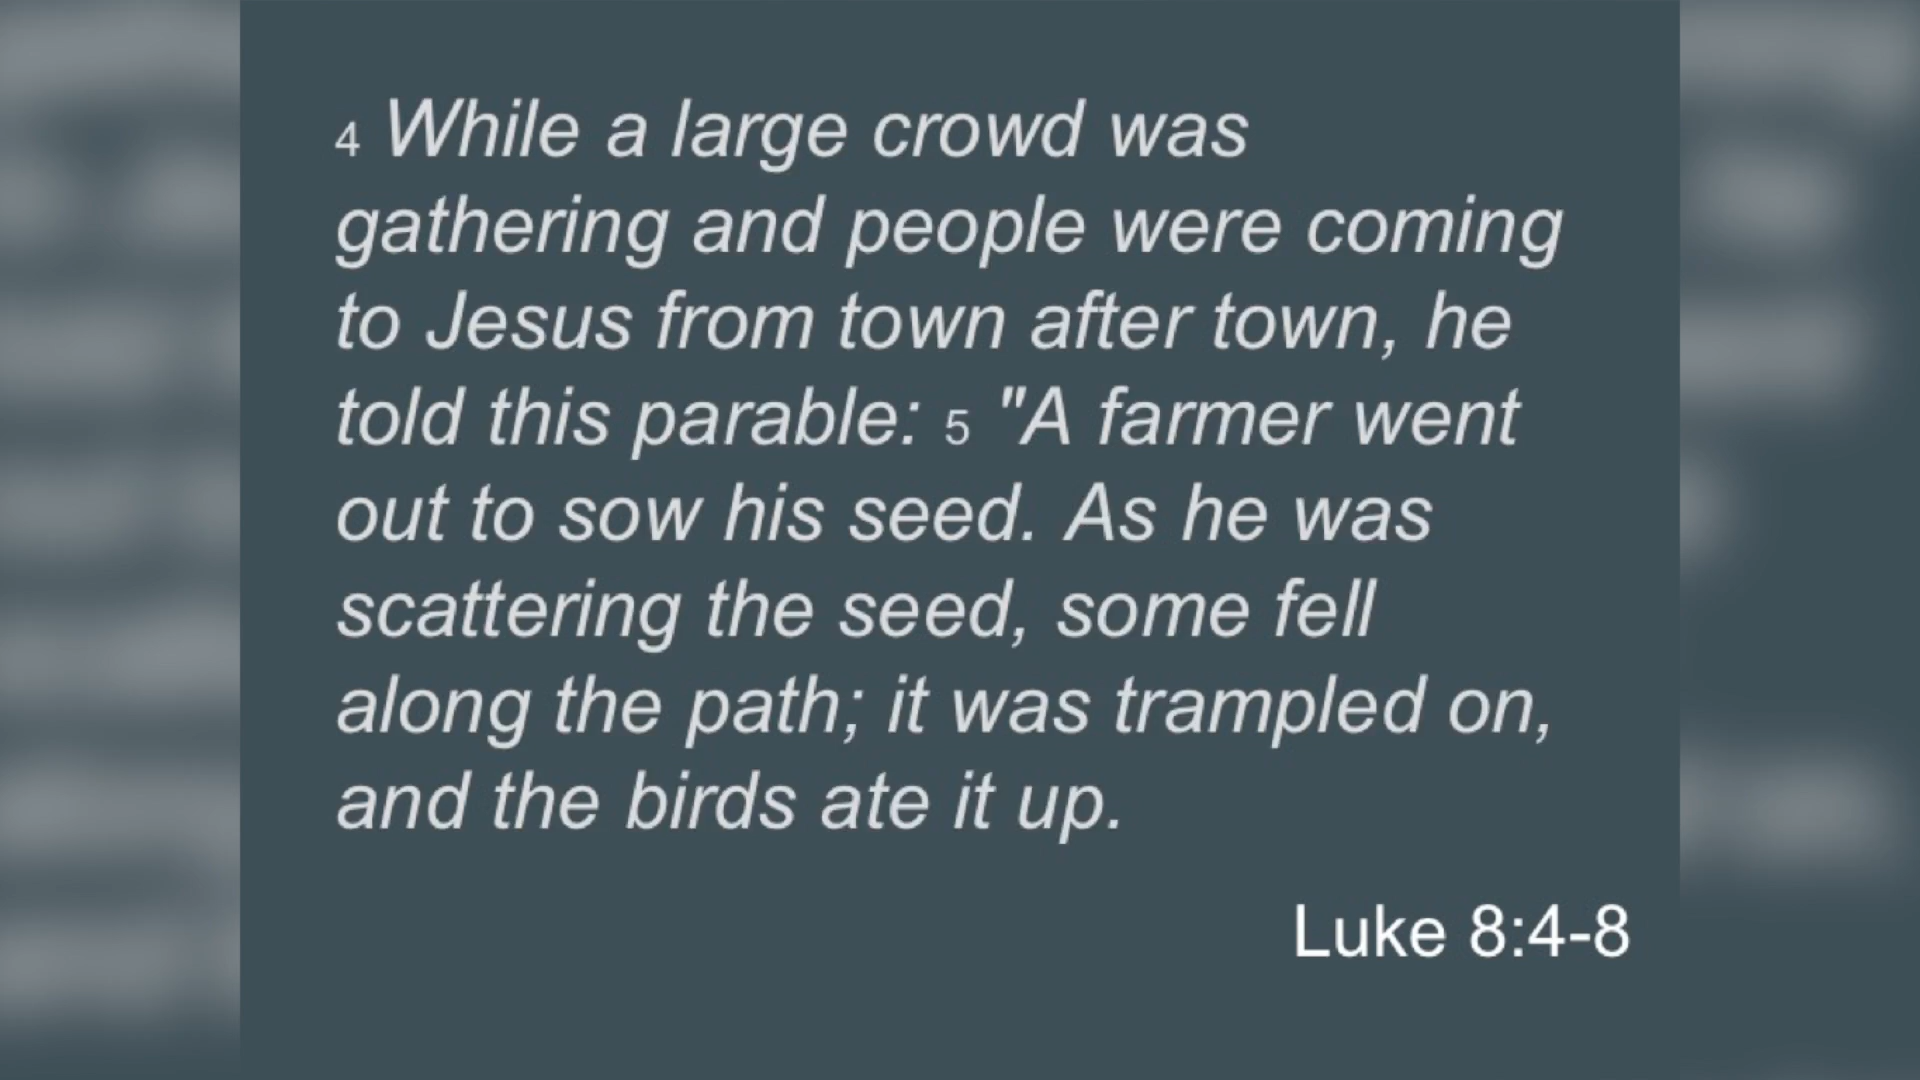 4 While a large crowd was
gathering and people were coming
to Jesus from town after town, he
told this parable: 5 "A farmer went
out to sow his seed. As he was
scattering the seed, some fell
along the path; it was trampled on,
and the birds ate it up.
Luke 8:4-8